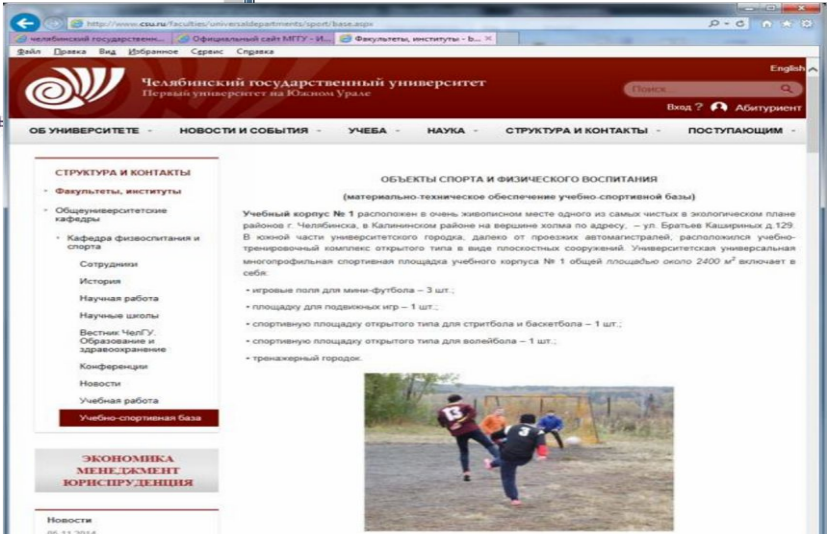 http://www.csu.ru/faculties/universaldepartments/sport/base.aspx
челябинский государственн...
Официальный сайт МГГУ - И...
Факультеты, институты - b...
Файл Правка Вид Избранное Сервис Справка
English
Челябинский государственный университет
Первый университет на Южном Урале
Поиск...
Вход ? Абитуриент
ОБ УНИВЕРСИТЕТЕ НОВОСТИ И СОБЫТИЯ УЧЕБА НАУКА СТРУКТУРА И КОНТАКТЫ ПОСТУПАЮЩИМ
СТРУКТУРА И КОНТАКТЫ
Факультеты, институты
Общеуниверситетские
кафедры
Кафедра физвоспитания и
спорта
Сотрудники
История
Научная работа
Научные школы
Вестник ЧелГУ.
Образование и
здравоохранение
Конференции
Новости
Учебная работа
Учебно-спортивная база
ЭКОНОМИКА
МЕНЕДЖМЕНТ
ЮРИСПРУДЕНЦИЯ
Новости
05.11.2014
ОБЪЕКТЫ СПОРТА И ФИЗИЧЕСКОГО ВОСПИТАНИЯ
(материально-техническое обеспечение учебно-спортивной базы)
Учебный корпус № 1 расположен в очень живописном месте одного из самых чистых в экологическом плане
районов г. Челябинска, в Калининском районе на вершине холма по адресу, – ул. Братьев Кашириных д.129.
В южной части университетского городка, далеко от проезжих автомагистралей, расположился учебно-
тренировочный комплекс открытого типа в виде плоскостных сооружений. Университетская универсальная
многопрофильная спортивная площадка учебного корпуса № 1 общей площадью около 2400 м² включает в
себя:
• игровые поля для мини-футбола – 3 шт.;
• площадку для подвижных игр – 1 шт.;
• спортивную площадку открытого типа для стритбола и баскетбола – 1 шт.;
• спортивную площадку открытого типа для волейбола – 1 шт.;
• тренажерный городок.
13
3